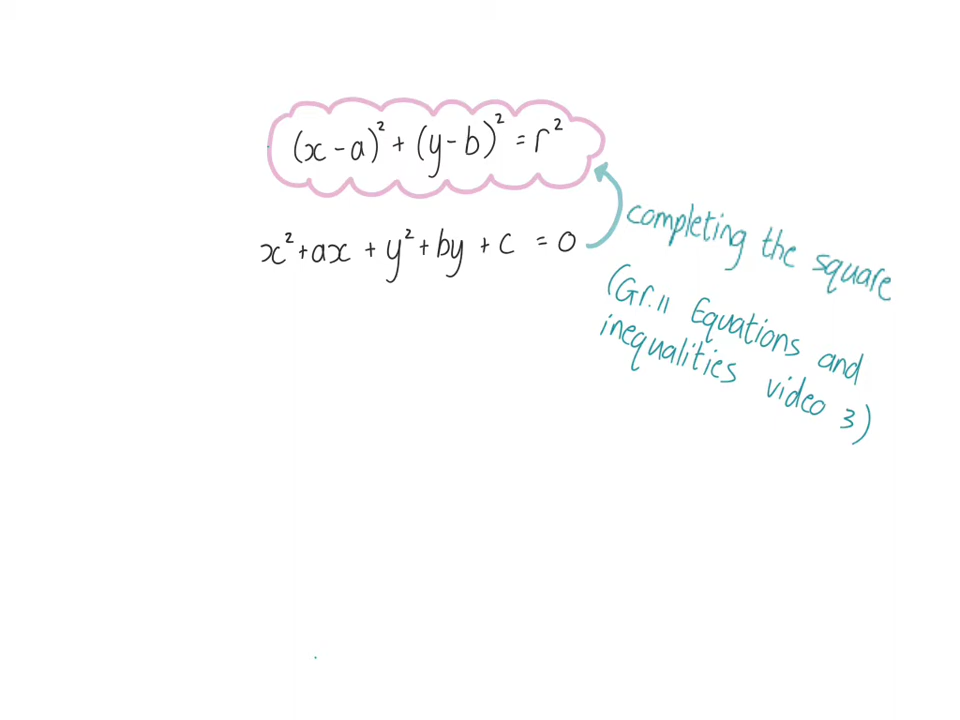 (x - a)² + (y - b)² = r²
x² + ax + y² + by + c = 0
completing the square
(Gr.11 Equations and
inequalities video 3)